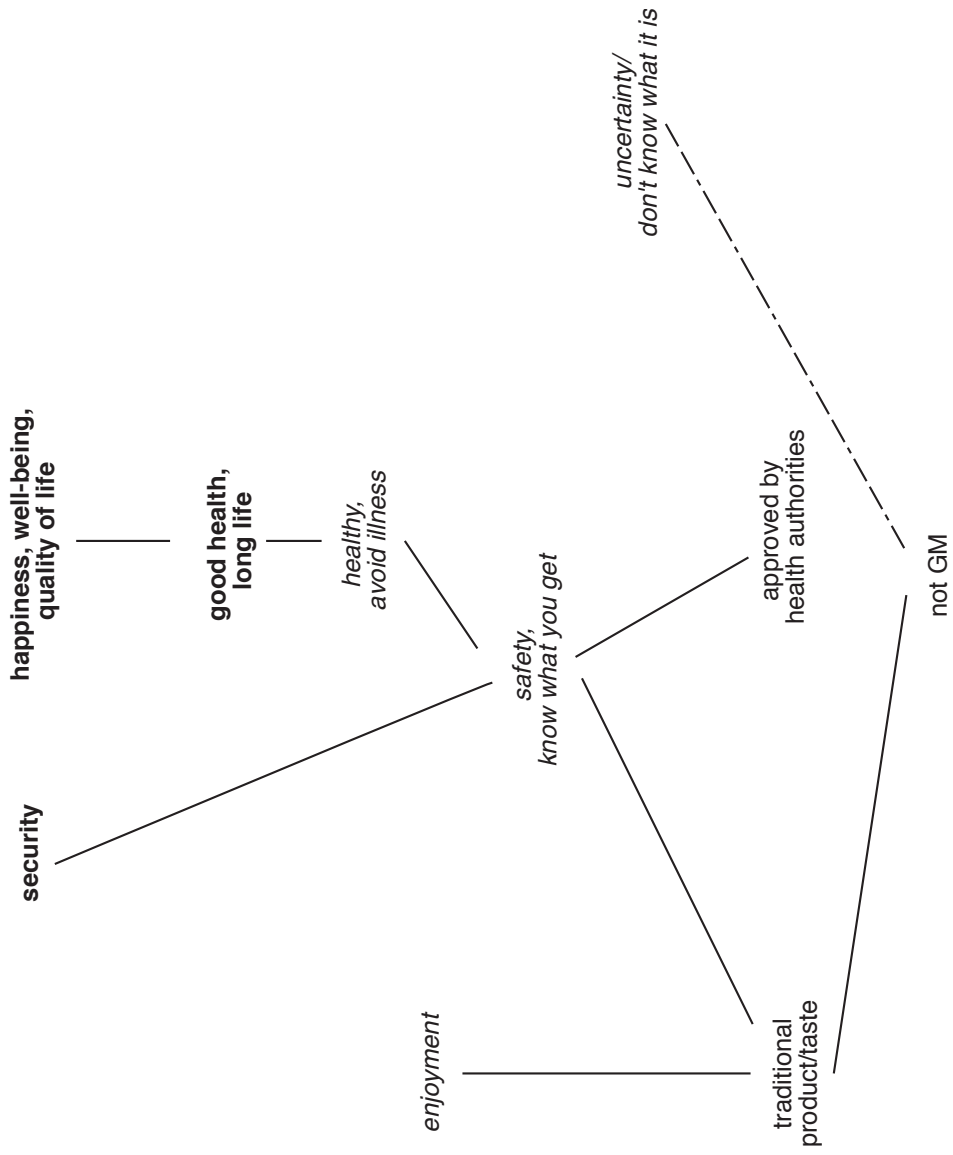 happiness, well-being,
quality of life
security
good health,
long life
healthy,
avoid illness
enjoyment
safety,
know what you get
uncertainty/
don't know what it is
approved by
health authorities
traditional
product/taste
not GM